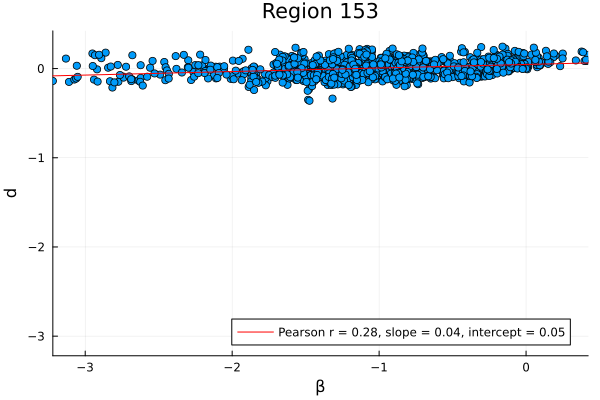 Region 153
0
−1
−2
−3
d
Pearson r = 0.28, slope = 0.04, intercept = 0.05
−3
−2
−1
0
β